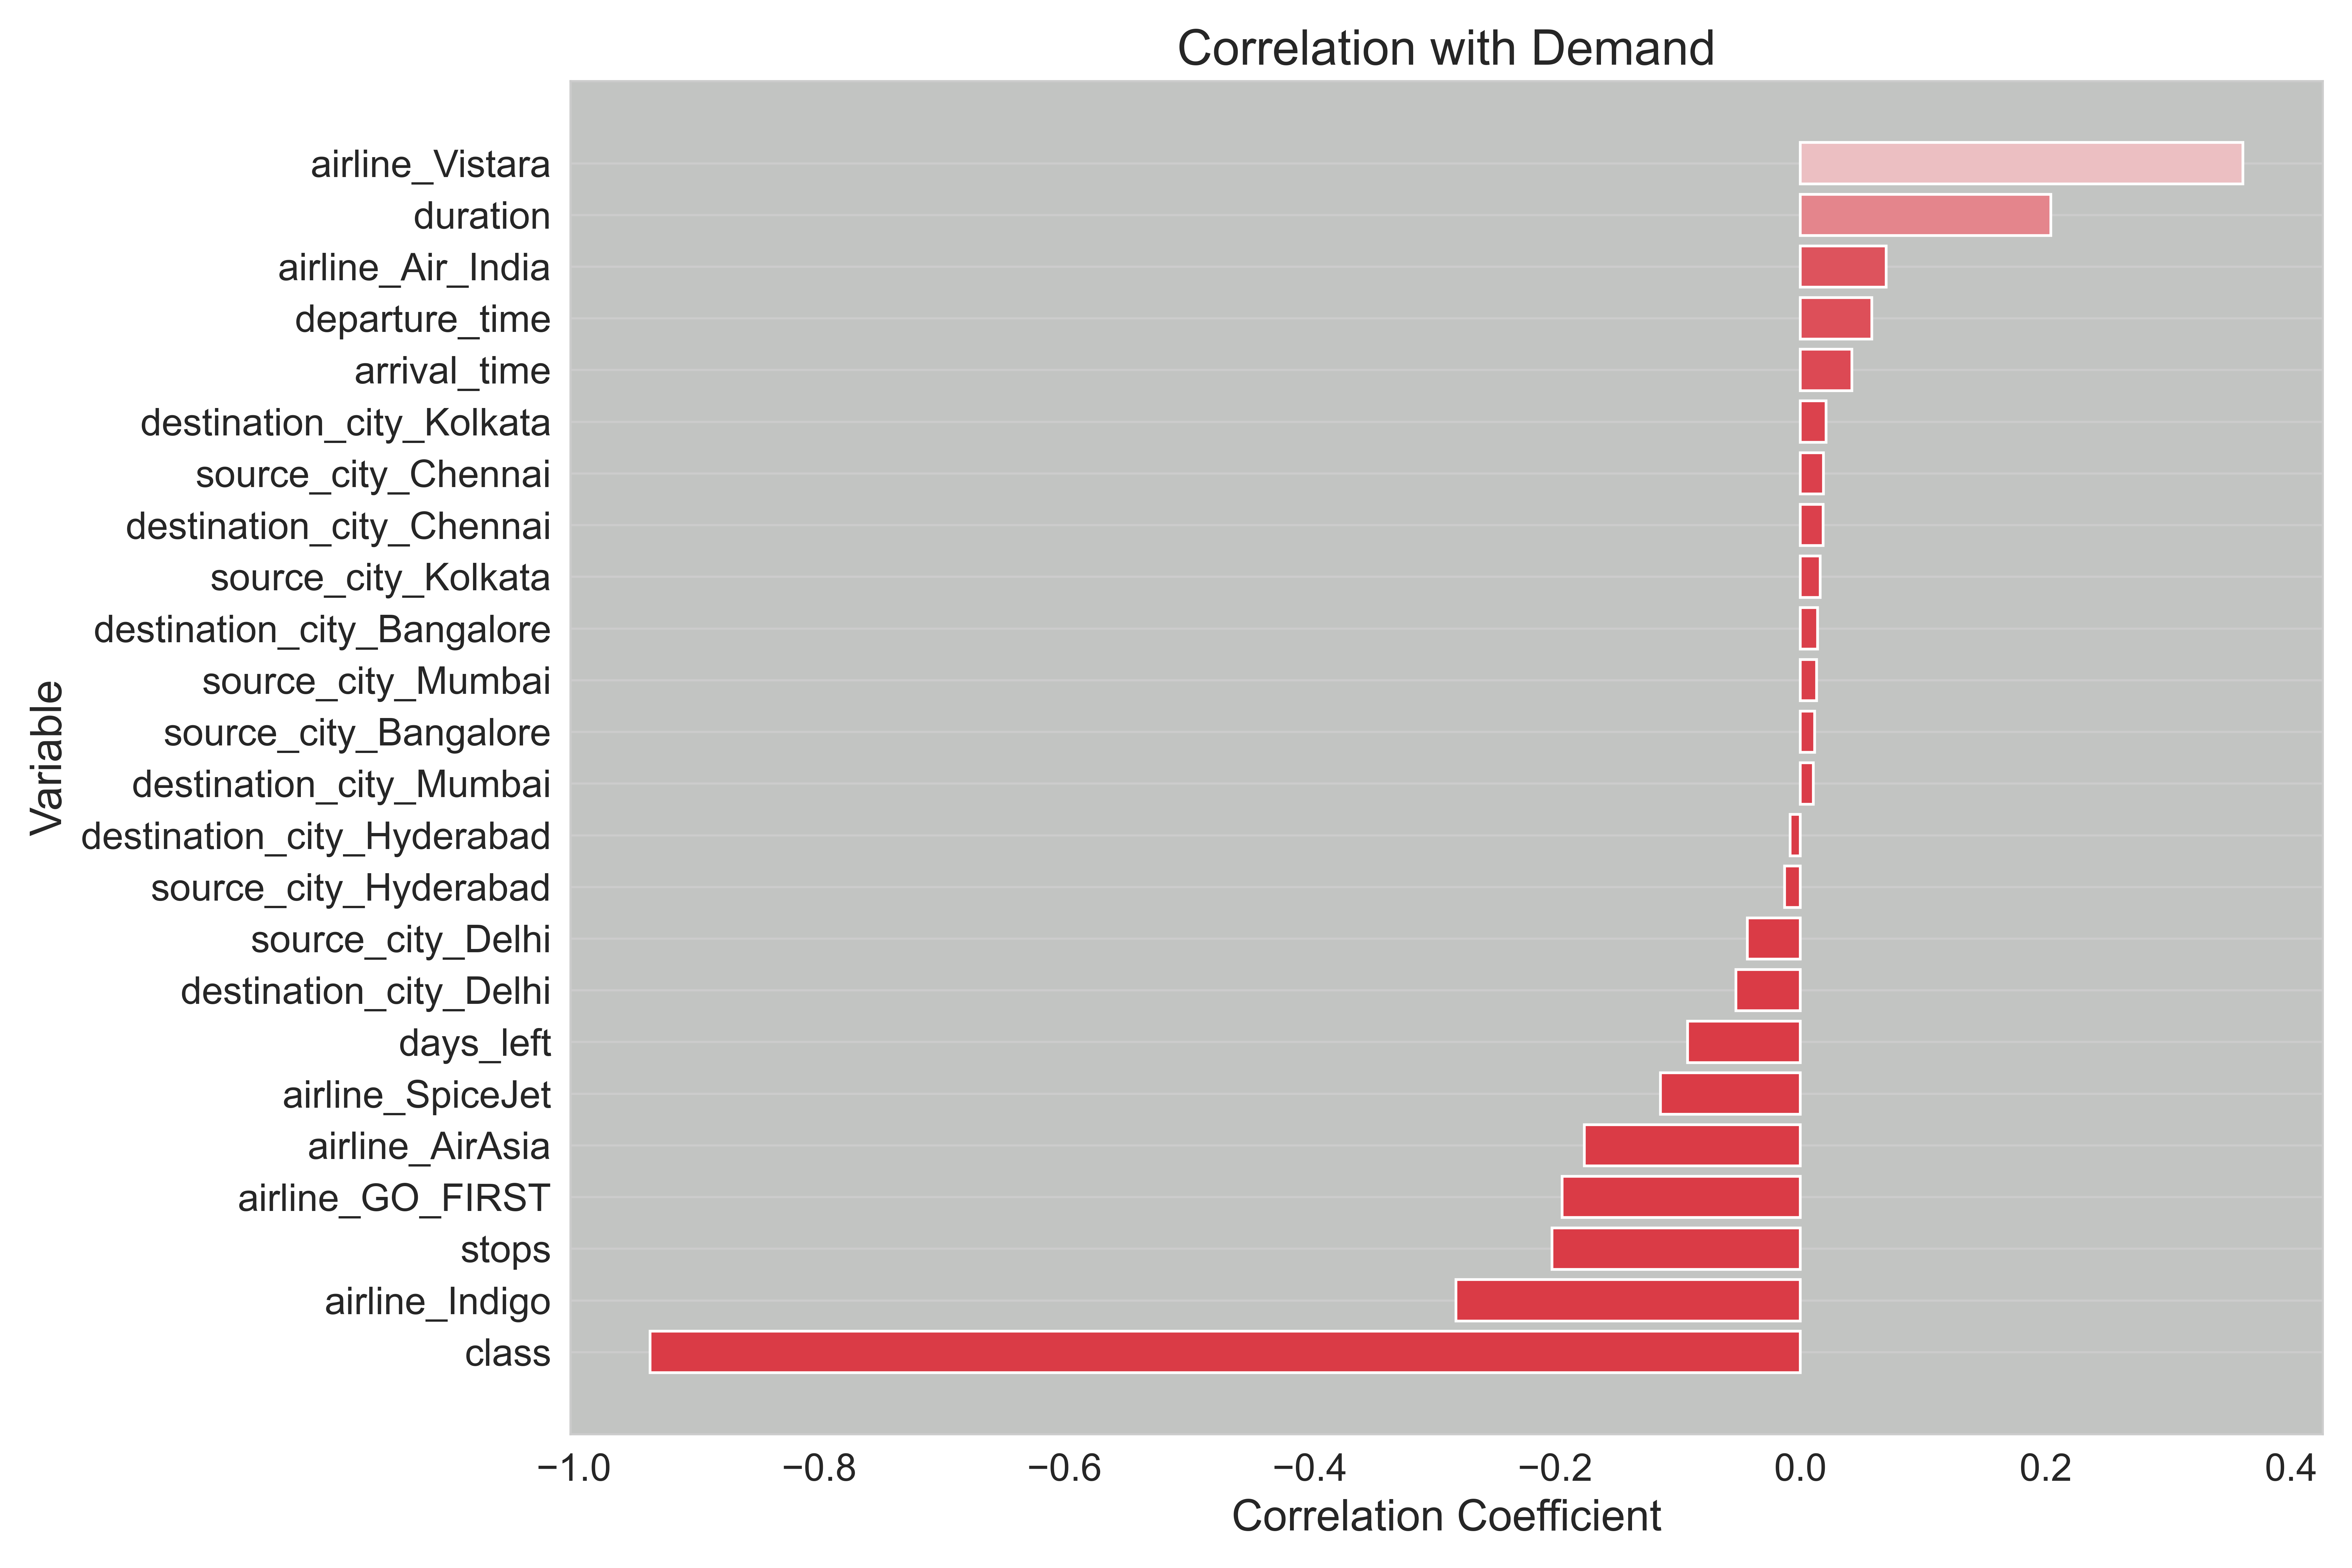 Correlation with Demand
airline_Vistara
duration
airline_Air_India
departure_time
arrival_time
destination_city_Kolkata
source_city_Chennai
destination_city_Chennai
source_city_Kolkata
destination_city_Bangalore
source_city_Mumbai
source_city_Bangalore
destination_city_Mumbai
destination_city_Hyderabad
source_city_Hyderabad
source_city_Delhi
destination_city_Delhi
days_left
airline_SpiceJet
airline_AirAsia
airline_GO_FIRST
stops
airline_Indigo
class
Variable
−1.0 −0.8 −0.6 −0.4 −0.2 0.0 0.2 0.4
Correlation Coefficient